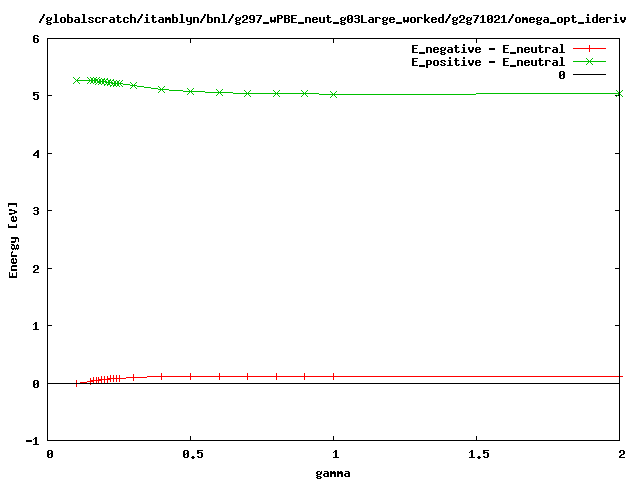 /globalscratch/itamblyn/bnl/g297_wPBE_neut_g03Large_worked/g2g71021/omega_opt_ideriv
E_negative - E_neutral
E_positive - E_neutral
0
6
5
4
3
2
1
0
-1
Energy [eV]
0
0.5
1
1.5
2
gamma